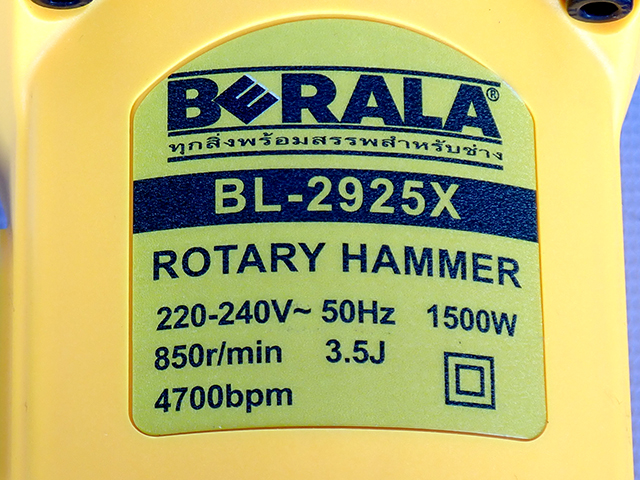 BERALA®
ทุกสิ่งพร้อมสรรพสำหรับช่าง
BL-2925X
ROTARY HAMMER
220-240V~ 50Hz 1500W
850r/min 3.5J
4700bpm